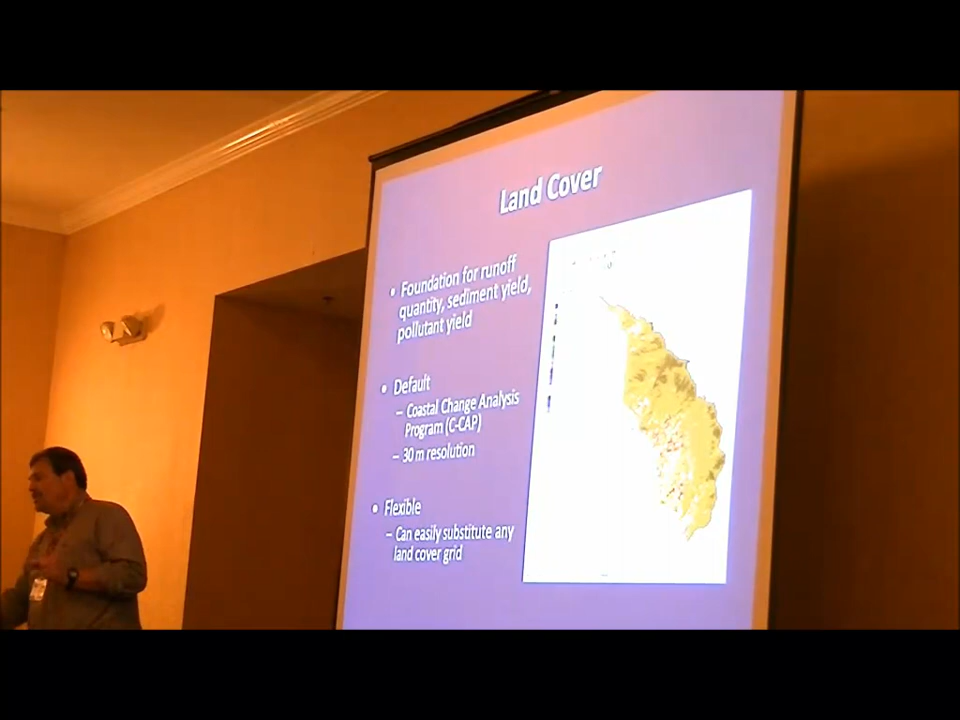 Land Cover
• Foundation for runoff
quantity, sediment yield,
pollutant yield
• Default
– Coastal Change Analysis
Program (C-CAP)
– 30 m resolution
• Flexible
– Can easily substitute any
land cover grid